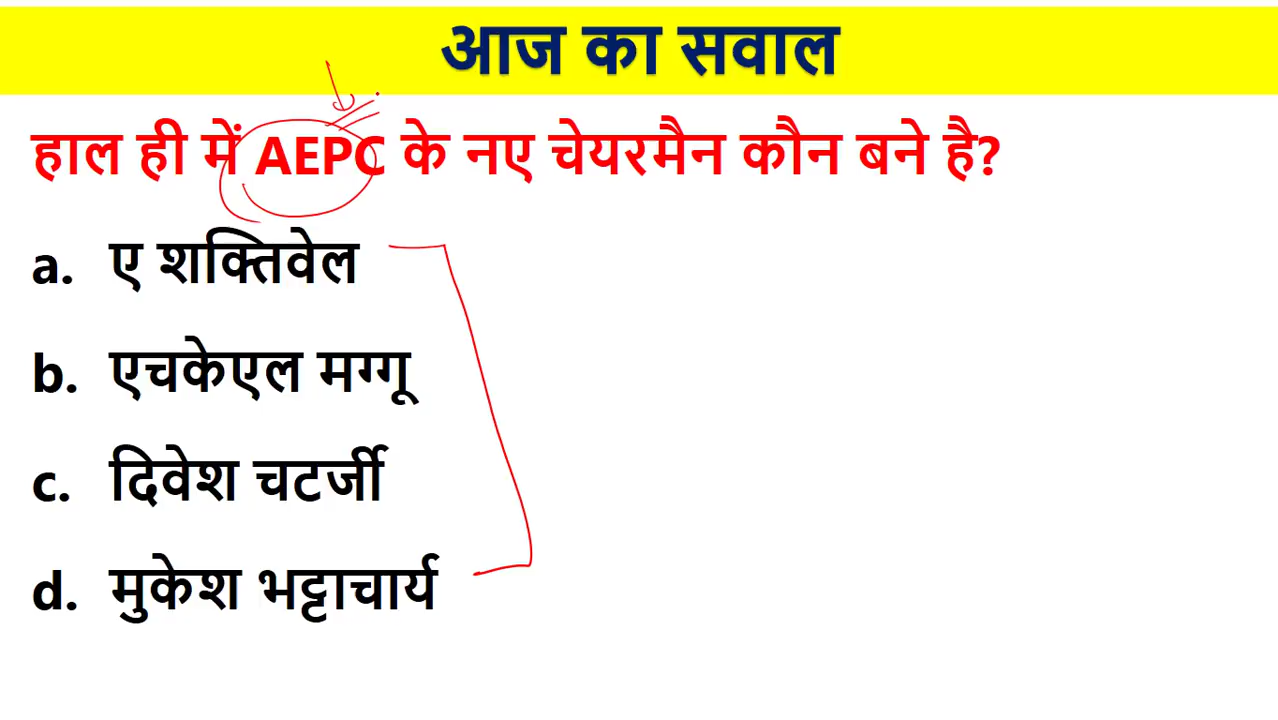 आज का सवाल
हाल ही में AEPC के नए चेयरमैन कौन बने है?
a. ए शक्तिवेल
b. एचकेएल मग्गू
c. दिवेश चटर्जी
d. मुकेश भट्टाचार्य